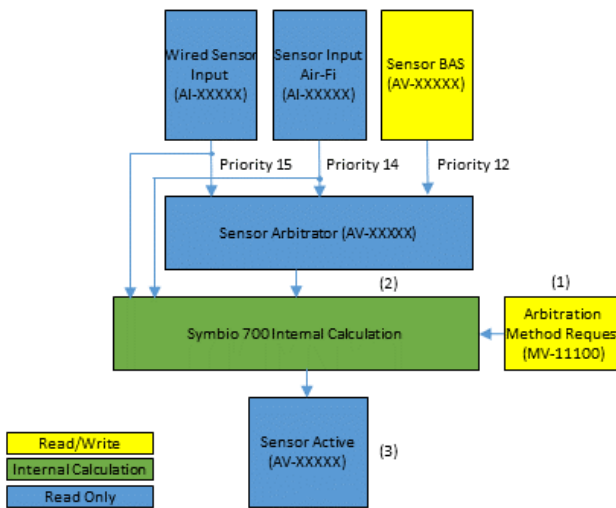 Wired Sensor
Input
(AI-XXXXX)
Sensor Input
Air-Fi
(AI-XXXXX)
Sensor BAS
(AV-XXXXX)
Priority 15
Priority 14
Priority 12
Sensor Arbitrator (AV-XXXXX)
(2)
(1)
Symbio 700 Internal Calculation
Arbitration
Method Reques
(MV-11100)
Sensor Active
(AV-XXXXX)
(3)
Read/Write
Internal Calculation
Read Only